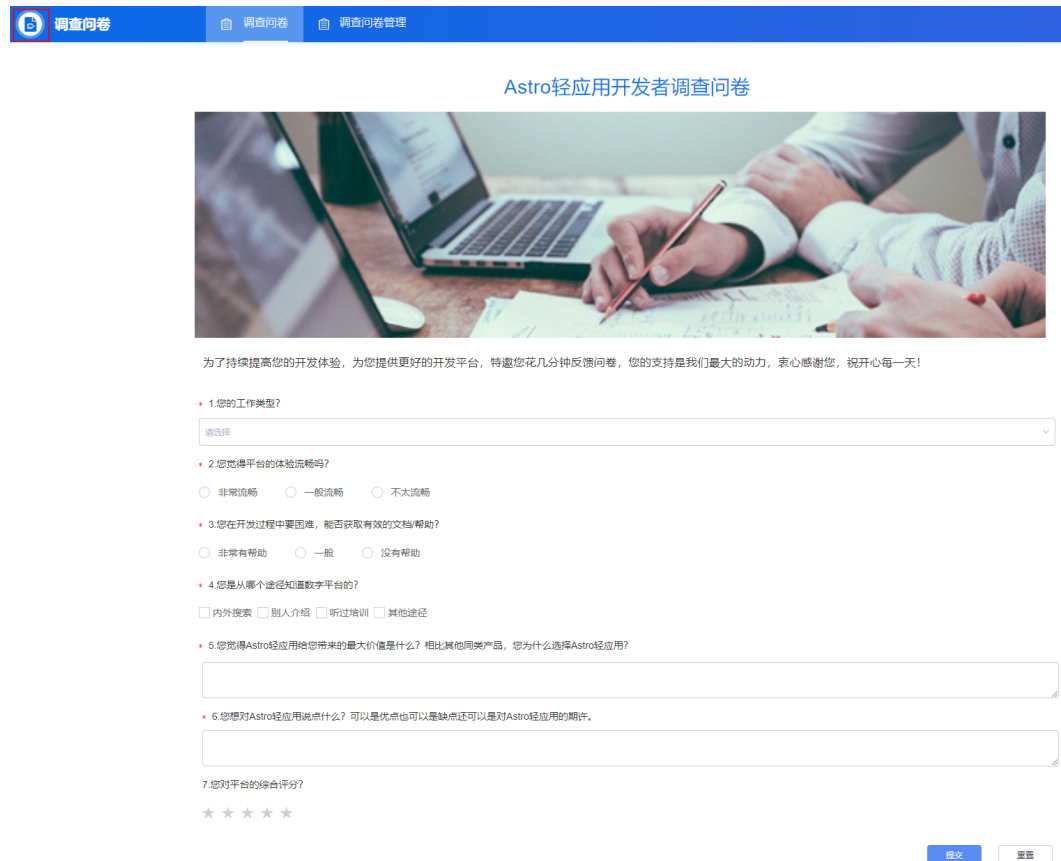 调查问卷
调查问卷
调查问卷管理
Astro轻应用开发者调查问卷
为了持续提高您的开发体验，为您提供更好的开发平台，特邀您花几分钟反馈问卷，您的支持是我们最大的动力，衷心感谢您，祝开心每一天！
* 1.您的工作类型？
请选择
* 2.您觉得平台的体验流畅吗？
非常流畅 一般流畅 不太流畅
* 3.您在开发过程中要困难，能否获取有效的文档/帮助？
非常有帮助 一般 没有帮助
* 4.您是从哪个途径知道数字平台的？
内外搜索 别人介绍 听过培训 其他途径
* 5.您觉得Astro轻应用给您带来的最大价值是什么？相比其他同类产品，您为什么选择Astro轻应用？
* 6.您想对Astro轻应用说点什么？可以是优点也可以是缺点还可以是对Astro轻应用的期许。
7.您对平台的综合评分？
提交 重置